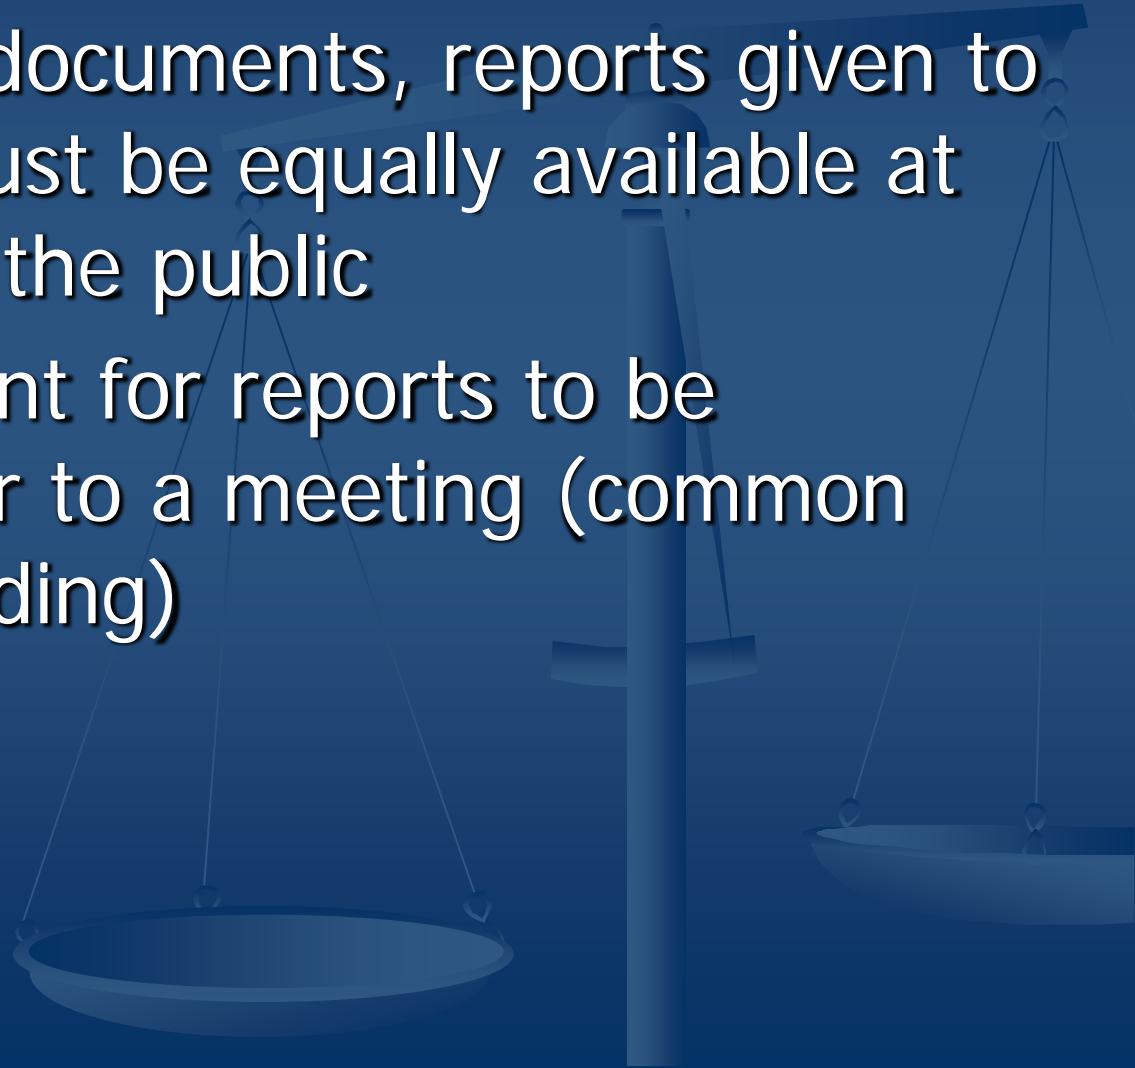 documents, reports given to
ust be equally available at
the public
nt for reports to be
r to a meeting (common
ding)